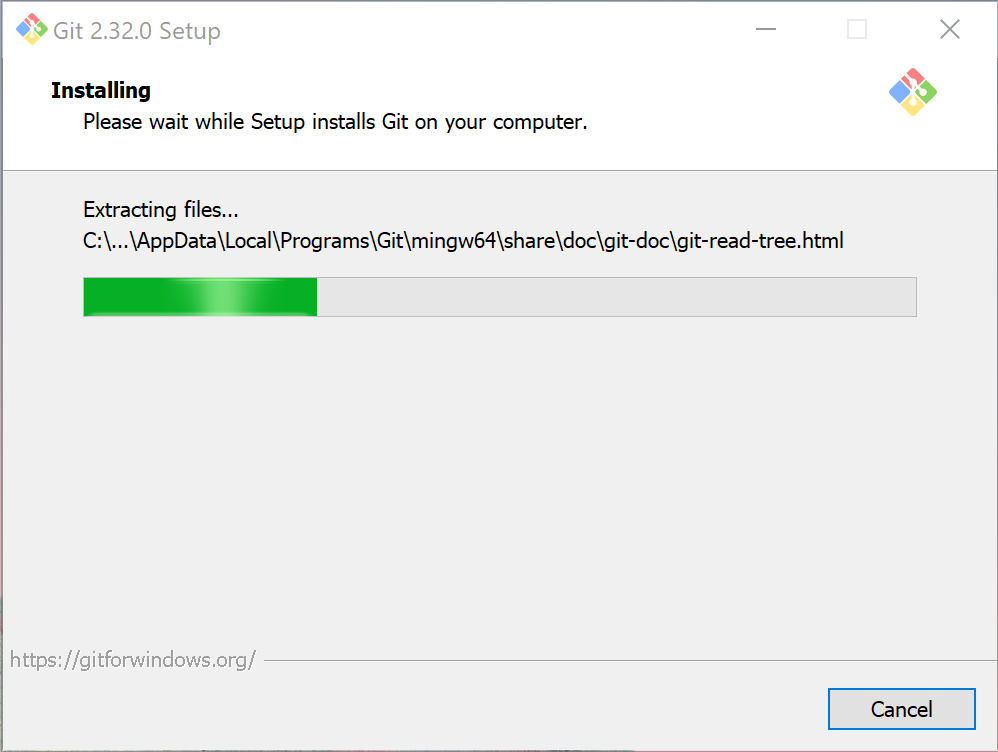 Git 2.32.0 Setup
Installing
Please wait while Setup installs Git on your computer.
Extracting files...
C:\...\AppData\Local\Programs\Git\mingw64\share\doc\git-doc\git-read-tree.html
https://gitforwindows.org/
Cancel